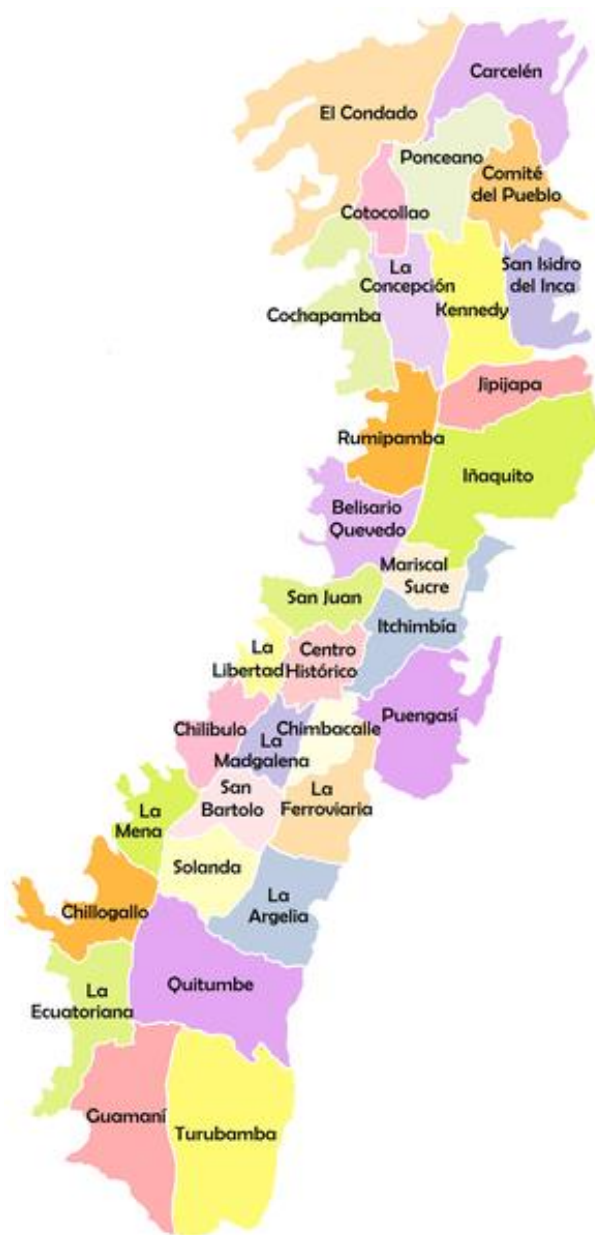 Carcelén
El Condado
Ponceano
Comité
del Pueblo
Cotocollao
La
Concepción
San Isidro
del Inca
Kennedy
Cochapamba
Jipijapa
Rumipamba
Iñaquito
Belisario
Quevedo
Mariscal
Sucre
San Juan
Itchimbía
La
Libertad
Centro
Histórico
Puengasí
Chilibulo
La
Madgalena
Chimbacalle
San
Bartolo
La
Ferroviaria
La
Mena
Solanda
La
Argelia
Chillogallo
Quitumbe
La
Ecuatoriana
Guamaní
Turubamba